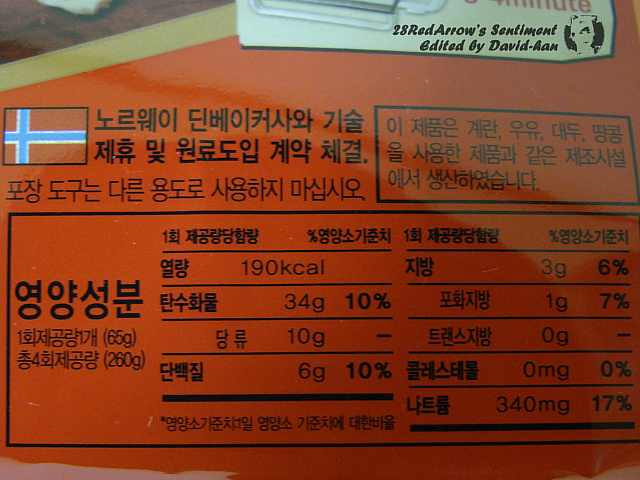 4minute
28RedArrow's Sentiment
Edited by David-han
노르웨이 딘베이커사와 기술
제휴 및 원료도입 계약 체결.
포장 도구는 다른 용도로 사용하지 마십시오
이 제품은 계란, 우유, 대두, 땅콩
을 사용한 제품과 같은 제조시설
에서 생산하였습니다.
영양성분
1회제공량1개 (65g)
총4회제공량 (260g)
1회 제공량당함량 %영양소기준치
열량 190kcal
탄수화물 34g 10%
당류 10g –
단백질 6g 10%
*영양소기준치:1일 영양소 기준치에 대한비율
1회 제공량당함량 %영양소기준치
지방 3g 6%
포화지방 1g 7%
트랜스지방 0g –
콜레스테롤 0mg 0%
나트륨 340mg 17%